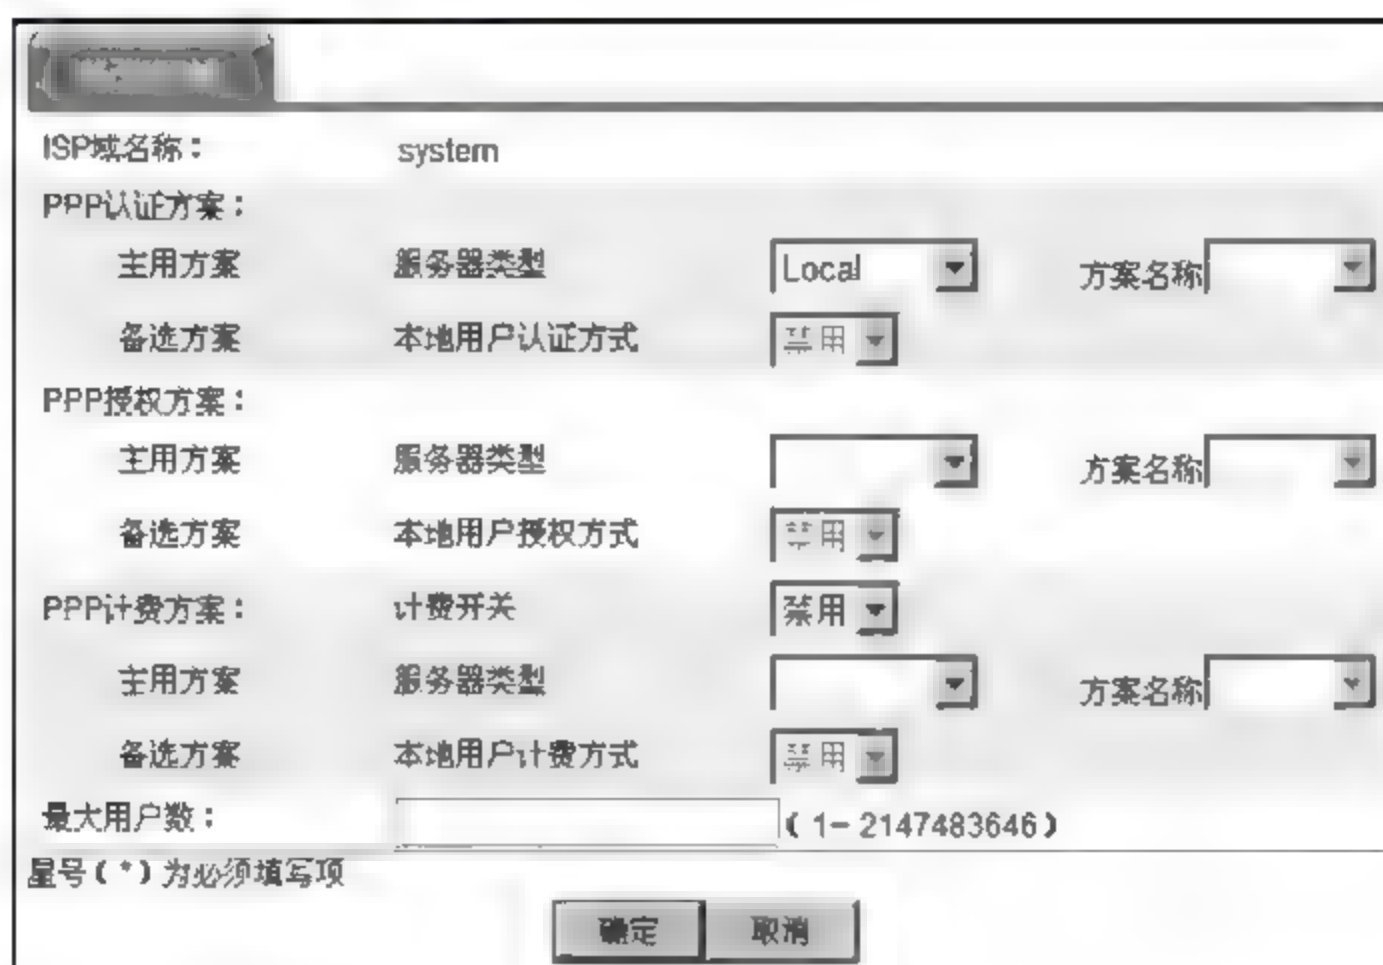 ISP域名称： system
PPP认证方案：
主用方案 服务器类型 Local 方案名称
备选方案 本地用户认证方式 禁用
PPP授权方案：
主用方案 服务器类型 方案名称
备选方案 本地用户授权方式 禁用
PPP计费方案： 计费开关 禁用
主用方案 服务器类型 方案名称
备选方案 本地用户计费方式 禁用
最大用户数： （1-2147483646）
星号（*）为必须填写项
确定 取消